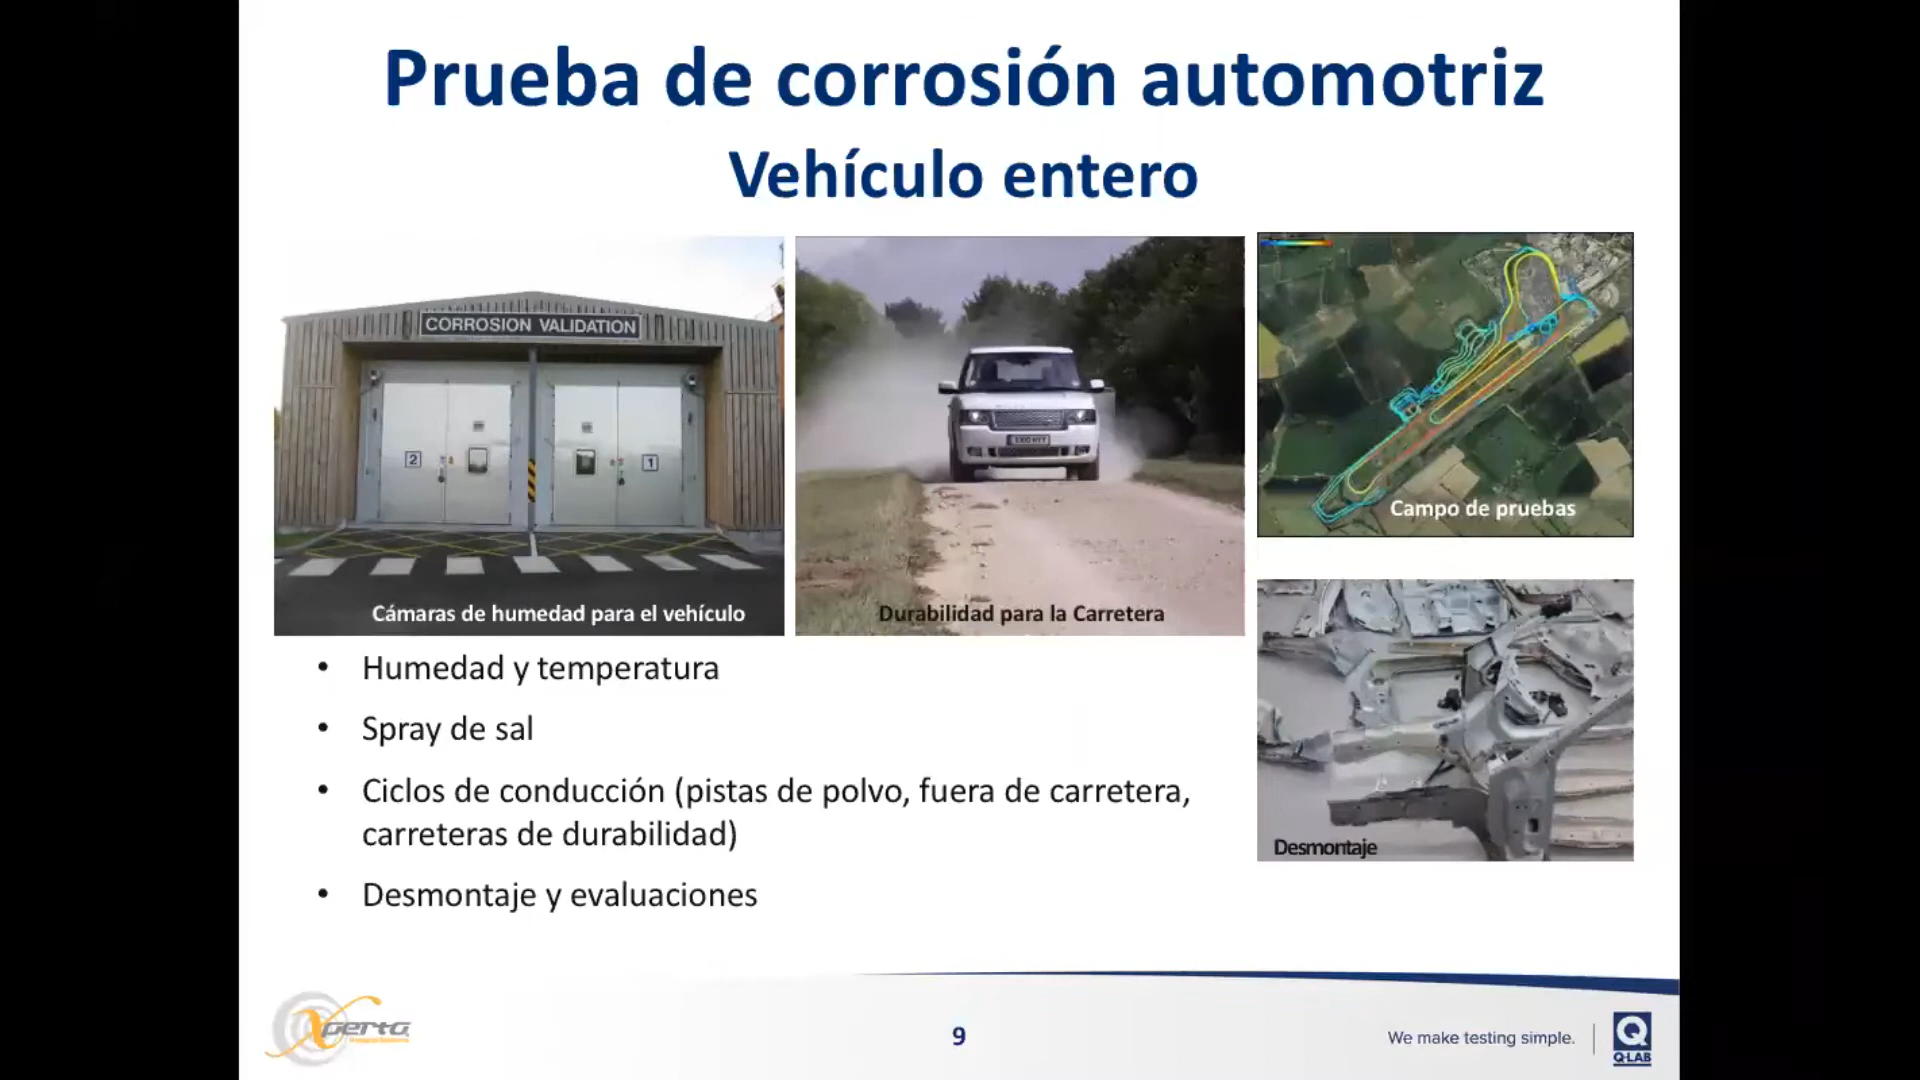 Prueba de corrosión automotriz
Vehículo entero
CORROSION VALIDATION
2
1
Cámaras de humedad para el vehículo
Durabilidad para la Carretera
Campo de pruebas
Desmontaje
• Humedad y temperatura
• Spray de sal
• Ciclos de conducción (pistas de polvo, fuera de carretera,
carreteras de durabilidad)
• Desmontaje y evaluaciones
Xperta
9
We make testing simple.
Q
Q-LAB